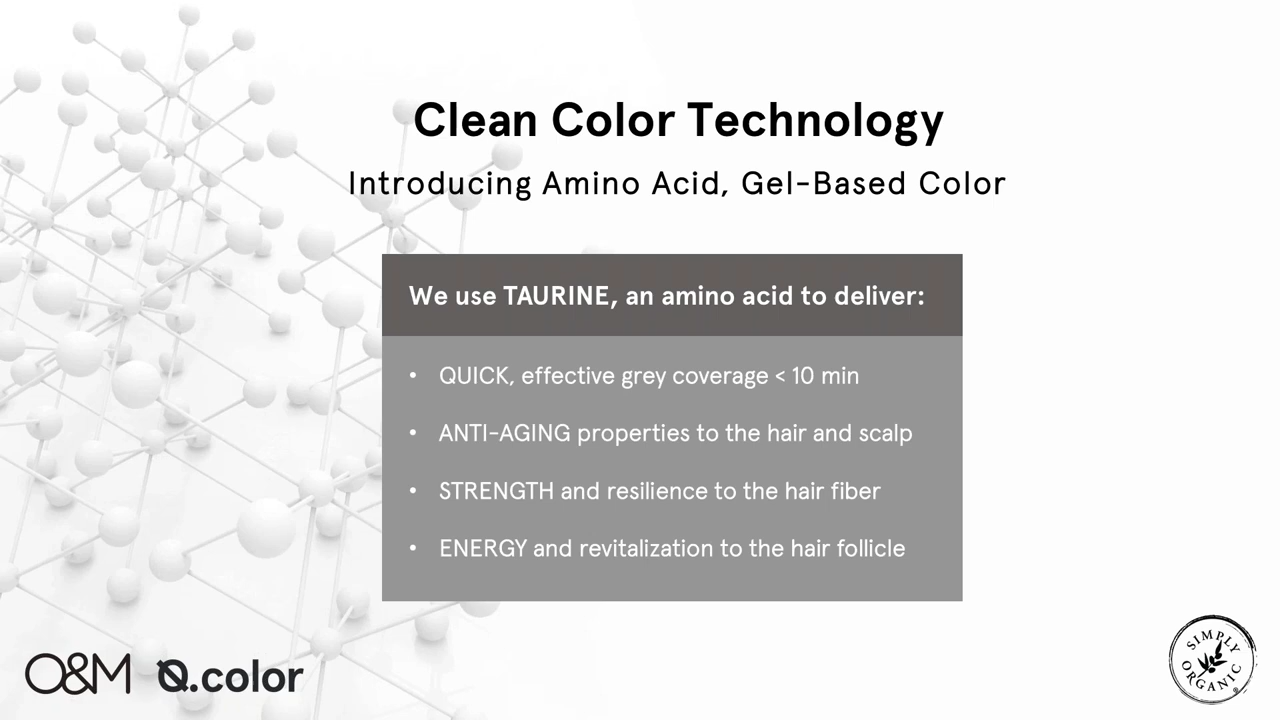 Clean Color Technology
Introducing Amino Acid, Gel-Based Color
We use TAURINE, an amino acid to deliver:
• QUICK, effective grey coverage < 10 min
• ANTI-AGING properties to the hair and scalp
• STRENGTH and resilience to the hair fiber
• ENERGY and revitalization to the hair follicle
O&M Q.color
SIMPLY
ORGANIC®